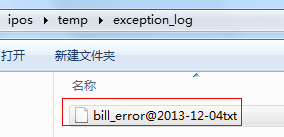 ipos ▸ temp ▸ exception_log
打开 新建文件夹
名称
bill_error@2013-12-04txt